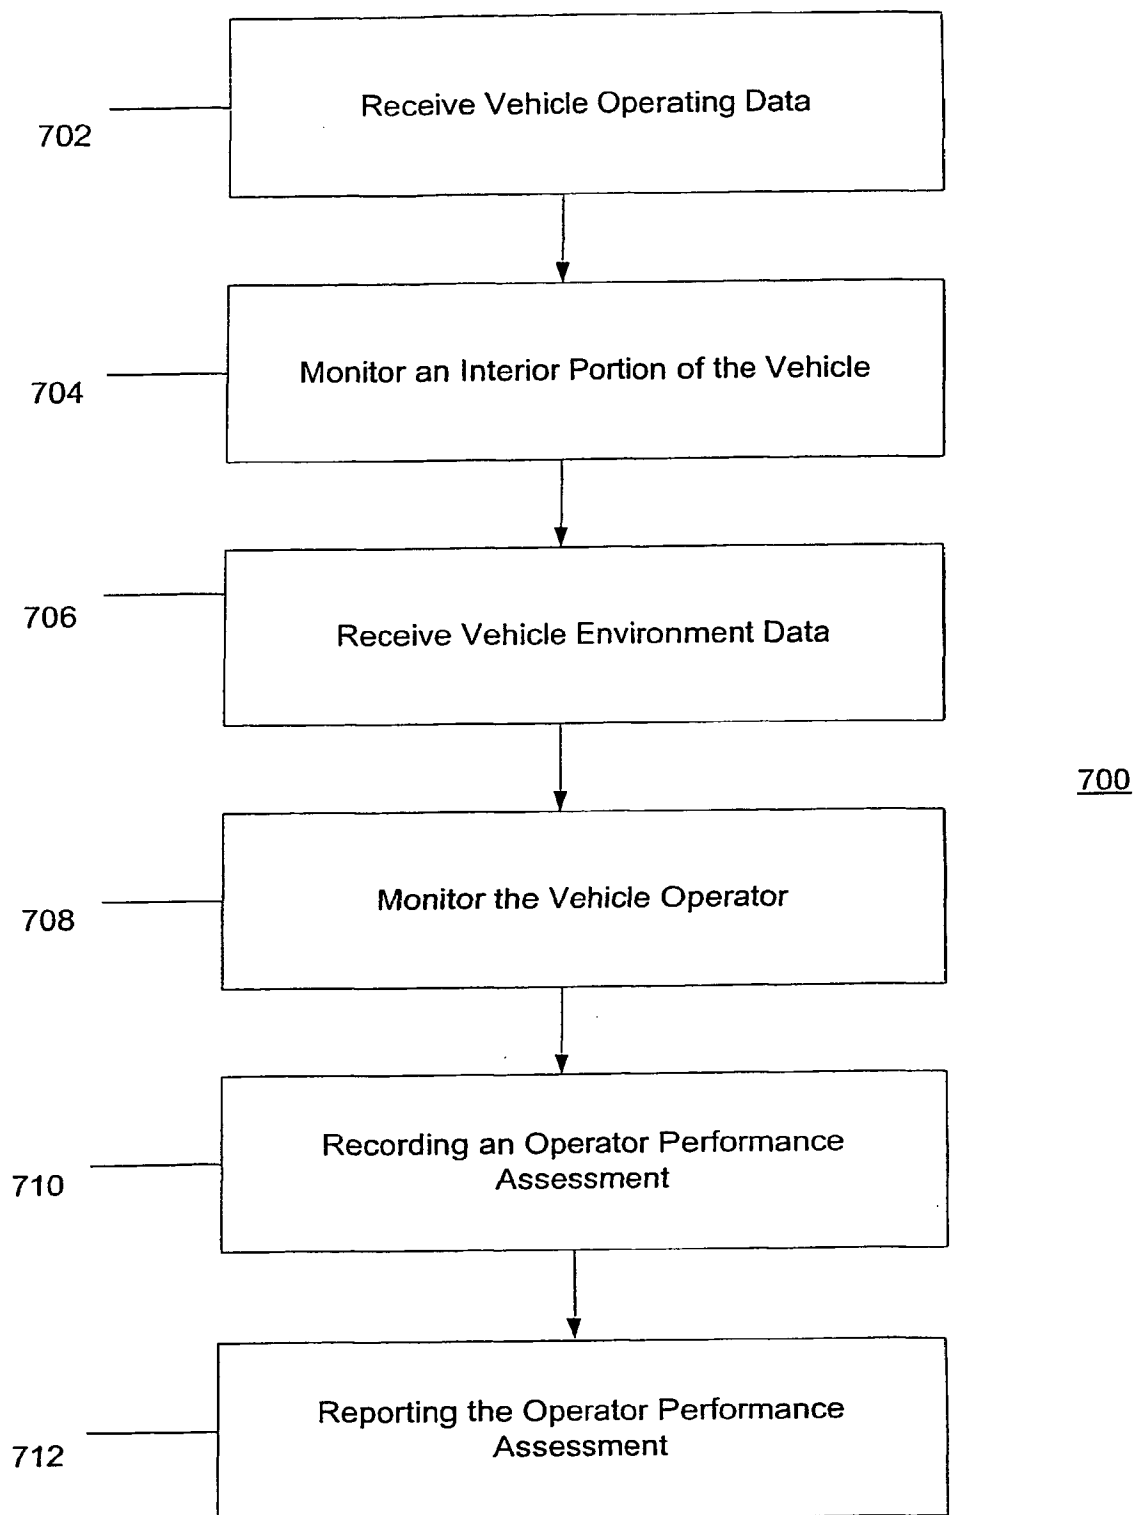 Receive Vehicle Operating Data
702
Monitor an Interior Portion of the Vehicle
704
Receive Vehicle Environment Data
706
700
Monitor the Vehicle Operator
708
Recording an Operator Performance
Assessment
710
Reporting the Operator Performance
Assessment
712